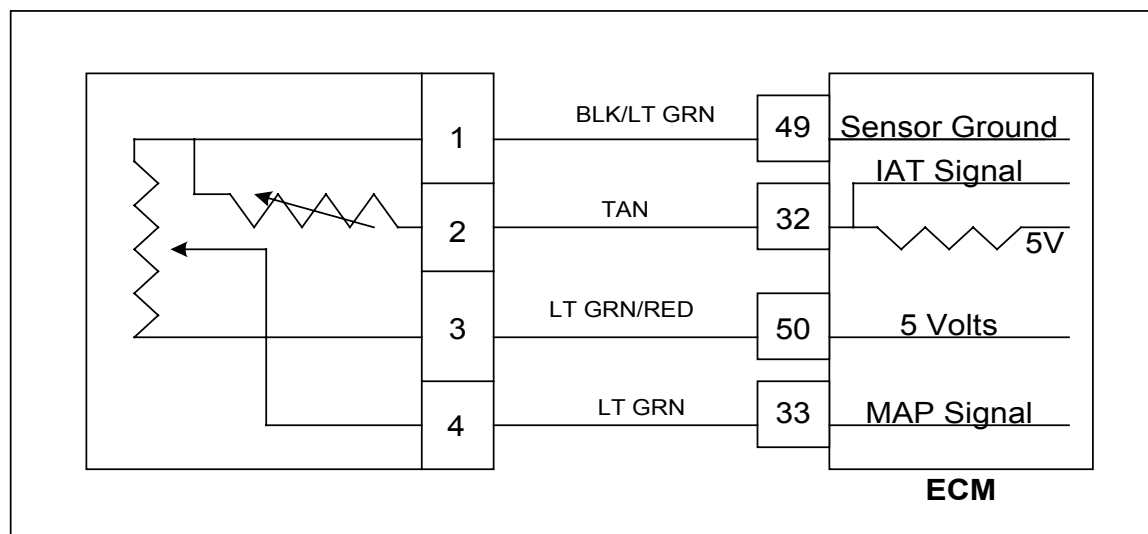 1
BLK/LT GRN
49
Sensor Ground
IAT Signal
2
TAN
32
5V
3
LT GRN/RED
50
5 Volts
4
LT GRN
33
MAP Signal
ECM